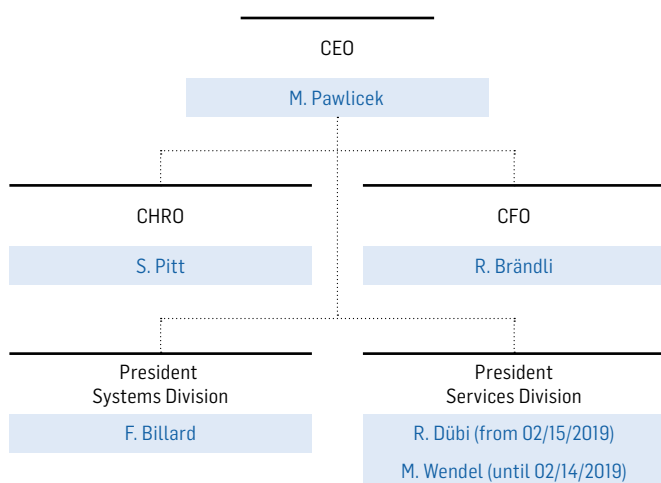 CEO
M. Pawlicek
CHRO
S. Pitt
CFO
R. Brändli
President
Systems Division
F. Billard
President
Services Division
R. Dübi (from 02/15/2019)
M. Wendel (until 02/14/2019)